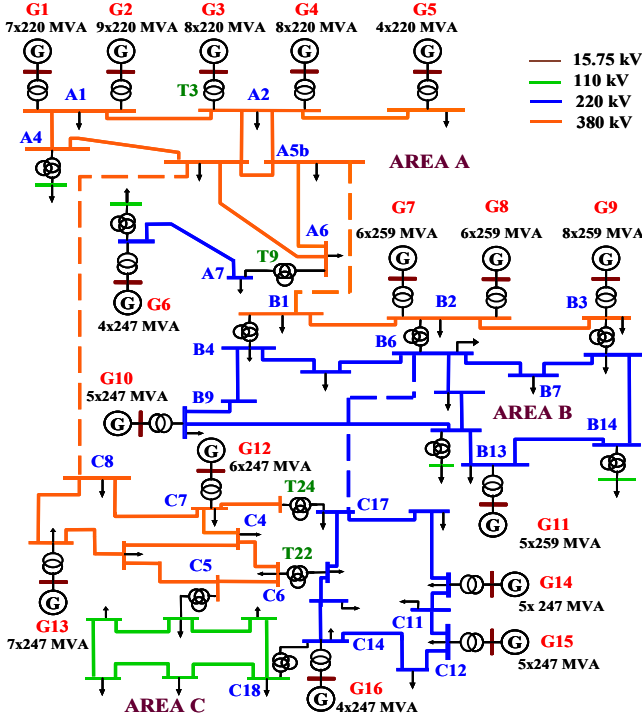 G1 G2 G3 G4 G5
7x220 MVA 9x220 MVA 8x220 MVA 8x220 MVA 4x220 MVA
G G G G G
15.75 kV
110 kV
220 kV
380 kV
T3
A1 A2
A4
A5b
AREA A
G7 G8 G9
6x259 MVA 6x259 MVA 8x259 MVA
G G G
A6
T9
A7
G G6
4x247 MVA
B1 B2 B3
B4 B6
B7
G10
5x247 MVA
B9
G
AREA B
B14
B13
G12
G 6x247 MVA
C8
C7
T24
C17
C4
G G11
5x259 MVA
T22
C5
C6
G G13
7x247 MVA
G G14
5x 247 MVA
C11
G G15
5x247 MVA
C12
C14
C18
AREA C
G G16
4x247 MVA